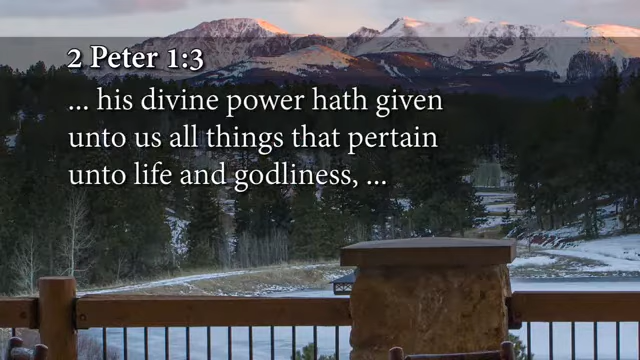 2 Peter 1:3
... his divine power hath given
unto us all things that pertain
unto life and godliness, ...